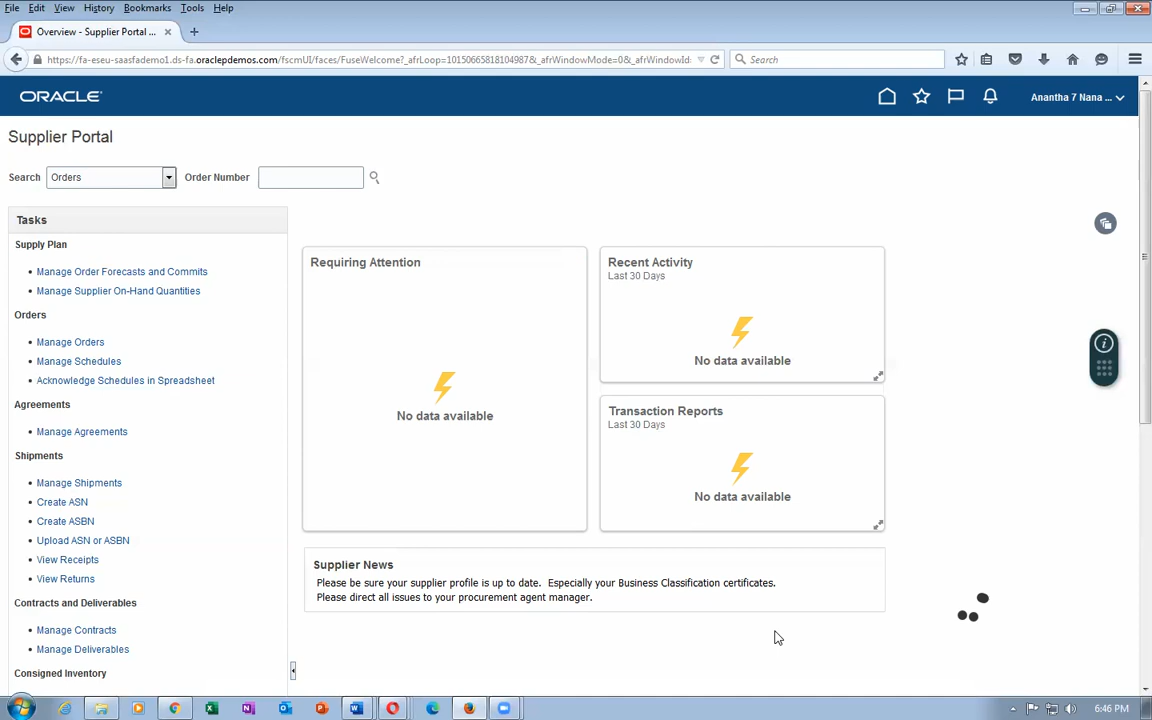 File Edit View History Bookmarks Tools Help
Overview - Supplier Portal ...
https://fa-eseu-saasfademo1.ds-fa.oraclepdemos.com/fscmUI/faces/FuseWelcome?_afrLoop=10150665818104987&_afrWindowMode=0&_afrWindowId Search
ORACLE Anantha 7 Nana ...
Supplier Portal
Search Orders Order Number
Tasks
Supply Plan
Manage Order Forecasts and Commits
Manage Supplier On-Hand Quantities
Orders
Manage Orders
Manage Schedules
Acknowledge Schedules in Spreadsheet
Agreements
Manage Agreements
Shipments
Manage Shipments
Create ASN
Create ASBN
Upload ASN or ASBN
View Receipts
View Returns
Contracts and Deliverables
Manage Contracts
Manage Deliverables
Consigned Inventory
Requiring Attention
No data available
Recent Activity
Last 30 Days
No data available
Transaction Reports
Last 30 Days
No data available
Supplier News
Please be sure your supplier profile is up to date. Especially your Business Classification certificates.
Please direct all issues to your procurement agent manager.
6:46 PM